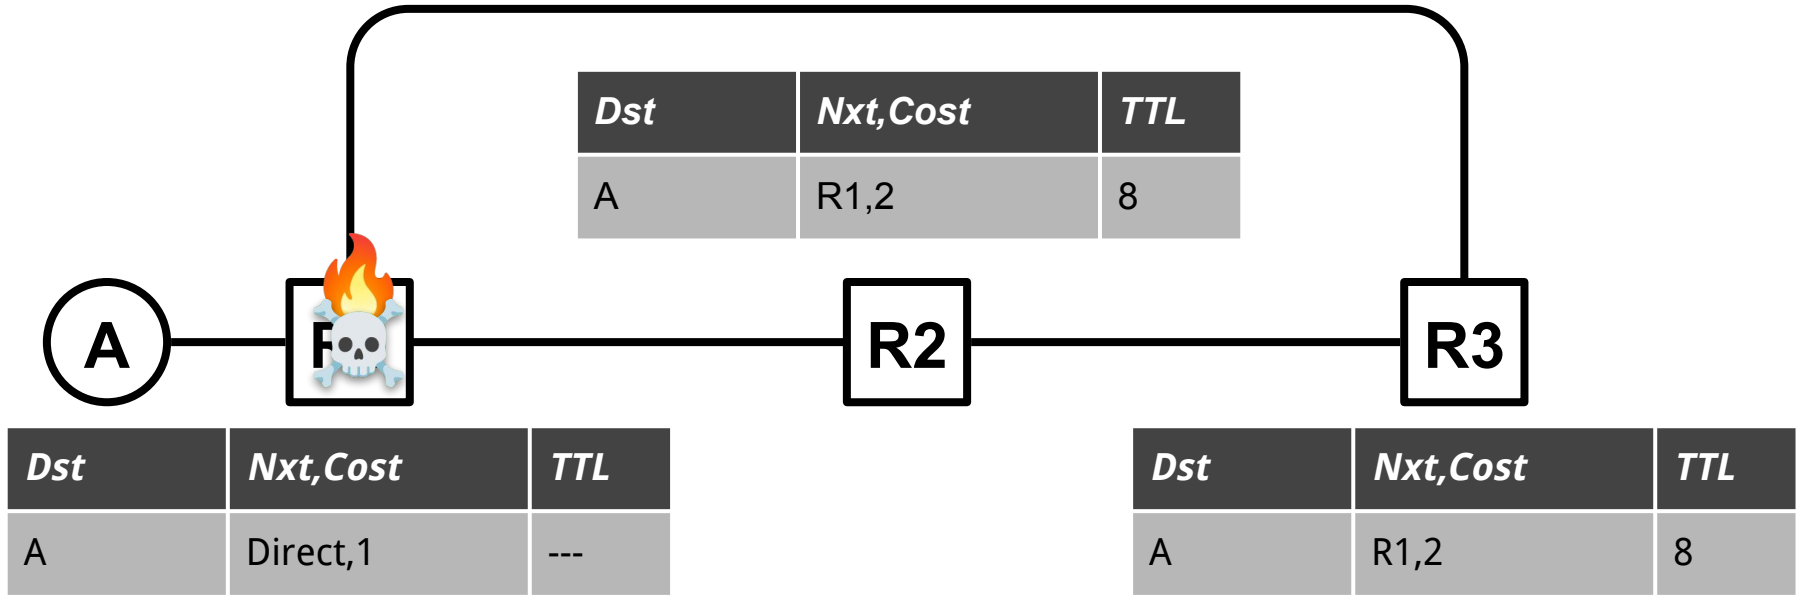 Dst Nxt,Cost TTL
A R1,2 8
A R2 R3
Dst Nxt,Cost TTL
A Direct,1 ---
Dst Nxt,Cost TTL
A R1,2 8